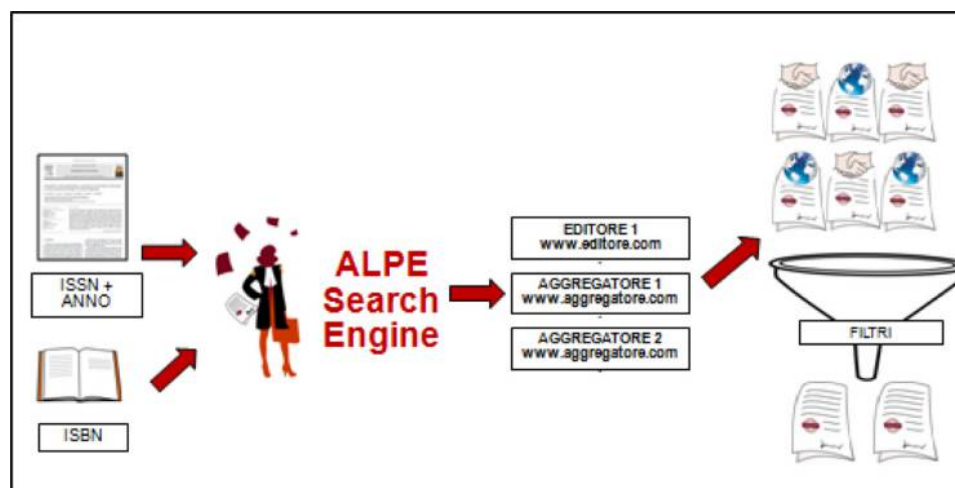 ISSN +
ANNO
ISBN
ALPE
Search
Engine
EDITORE 1
www.editore.com
AGGREGATORE 1
www.aggregatore.com
AGGREGATORE 2
www.aggregatore.com
FILTRI